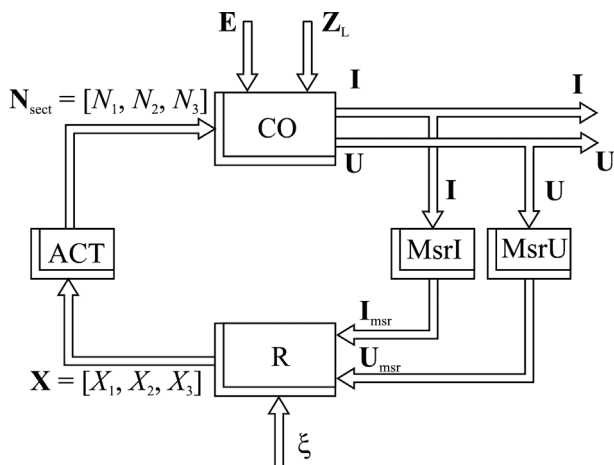 E Z_L
I I
N_sect = [N_1, N_2, N_3]
CO
U U
I U
ACT MsrI MsrU
I_msr
R
U_msr
X = [X_1, X_2, X_3]
ξ